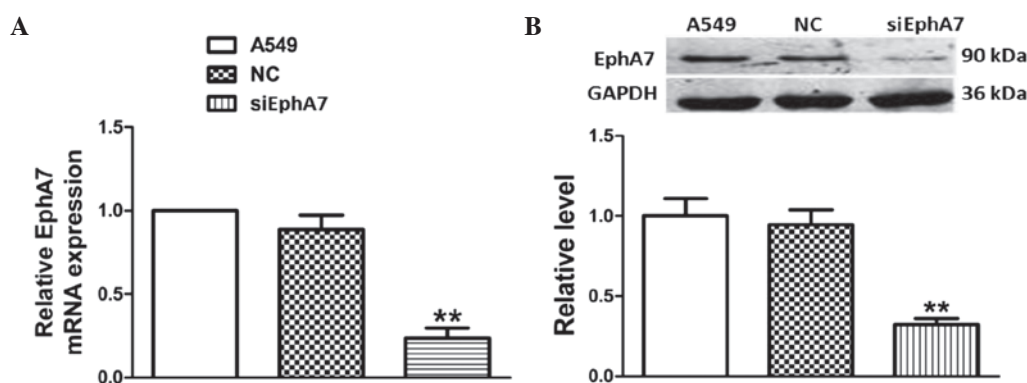 A
A549
NC
siEphA7
Relative EphA7
mRNA expression
1.5
1.0
0.5
0.0
**
B
A549 NC siEphA7
EphA7 90 kDa
GAPDH 36 kDa
Relative level
1.5
1.0
0.5
0.0
**